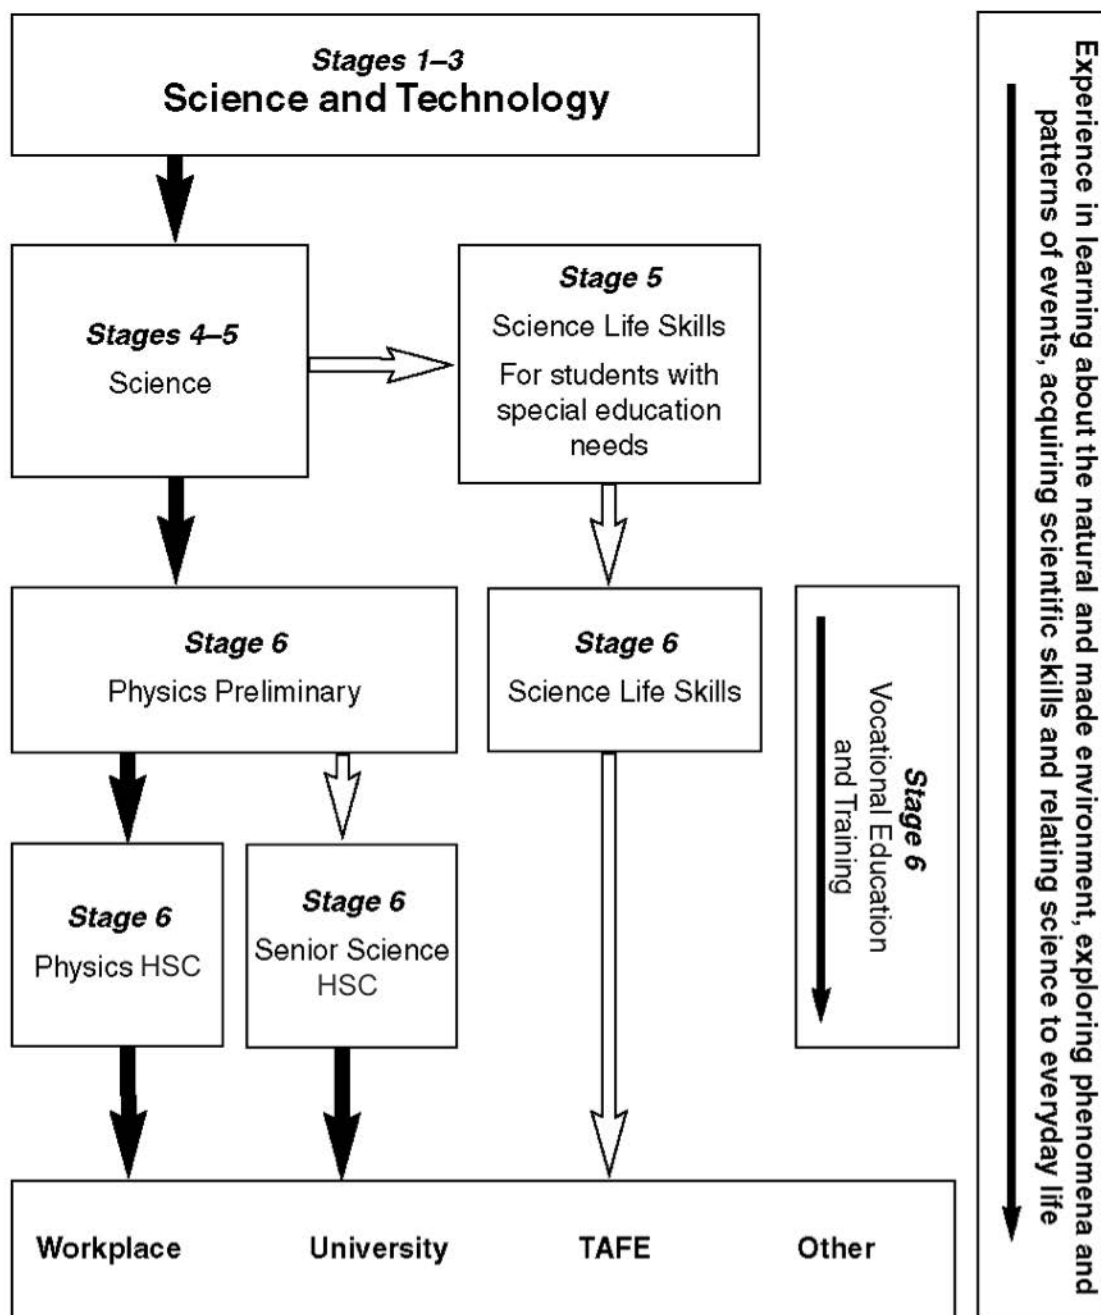 Stages 1–3
Science and Technology
Stages 4–5
Science
Stage 5
Science Life Skills
For students with
special education
needs
Stage 6
Physics Preliminary
Stage 6
Science Life Skills
Stage 6
Vocational Education
and Training
Stage 6
Physics HSC
Stage 6
Senior Science
HSC
Workplace
University
TAFE
Other
Experience in learning about the natural and made environment, exploring phenomena and
patterns of events, acquiring scientific skills and relating science to everyday life